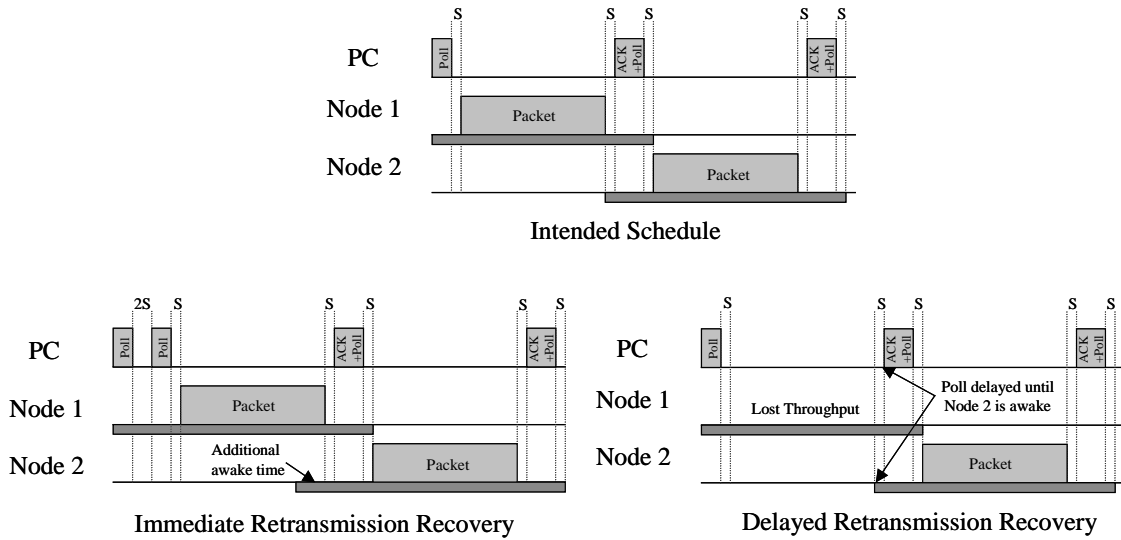 S S S S
PC
Poll
ACK
+Poll
ACK
+Poll
Node 1
Packet
Node 2
Packet
Intended Schedule
2S S S S S S
PC
Poll
Poll
ACK
+Poll
ACK
+Poll
Node 1
Packet
Node 2
Additional
awake time
Packet
Immediate Retransmission Recovery
S S S S S
PC
Poll
ACK
+Poll
ACK
+Poll
Node 1
Lost Throughput
Poll delayed until
Node 2 is awake
Node 2
Packet
Delayed Retransmission Recovery